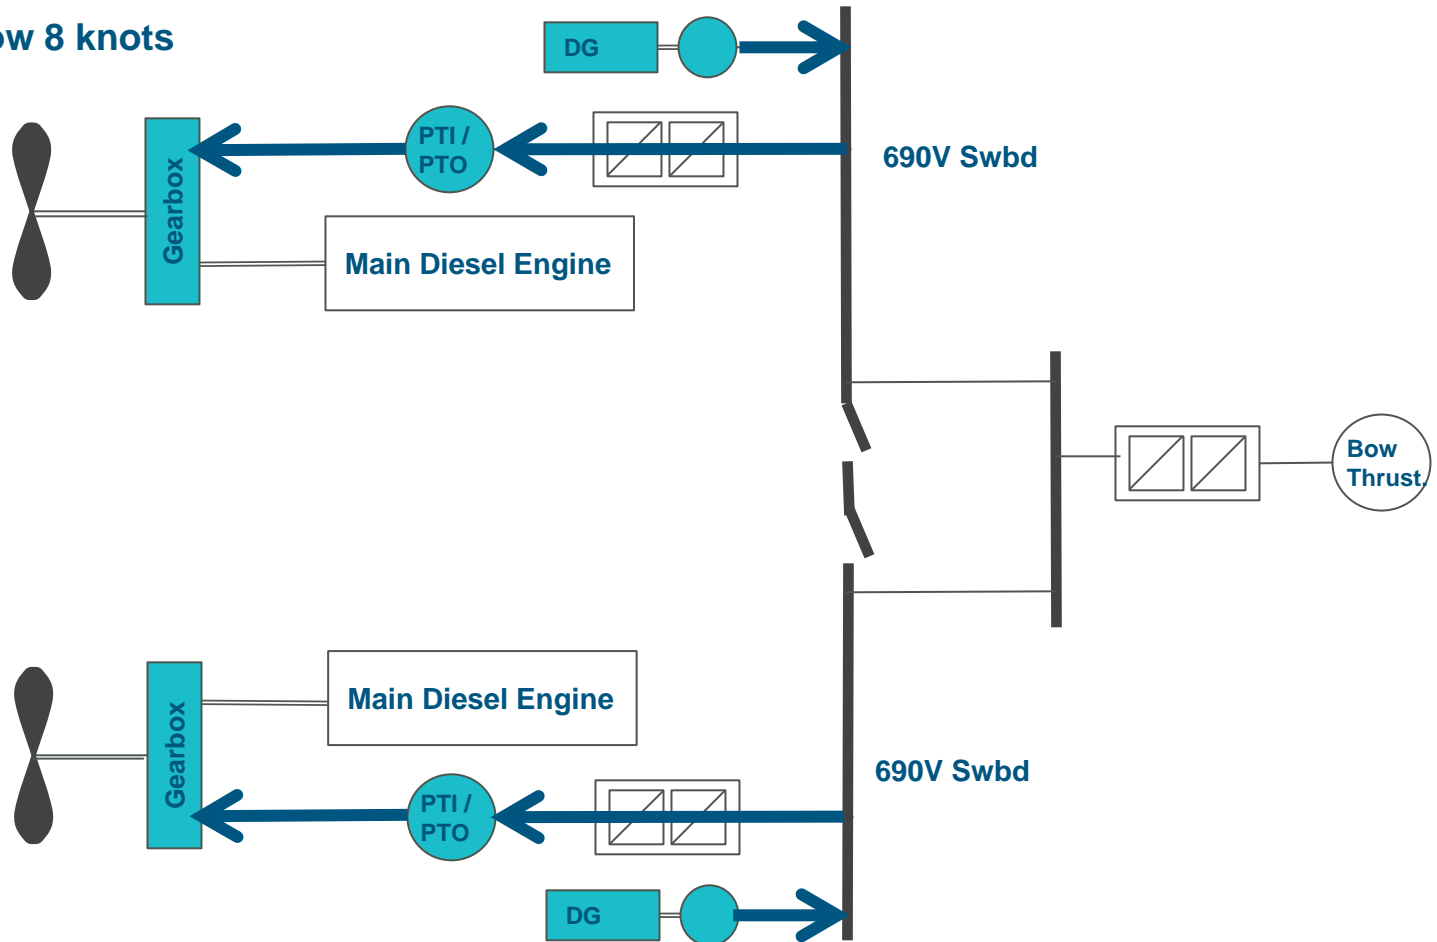 ow 8 knots
DG
PTI /
PTO
690V Swbd
Gearbox
Main Diesel Engine
Bow
Thrust.
Main Diesel Engine
Gearbox
690V Swbd
PTI /
PTO
DG